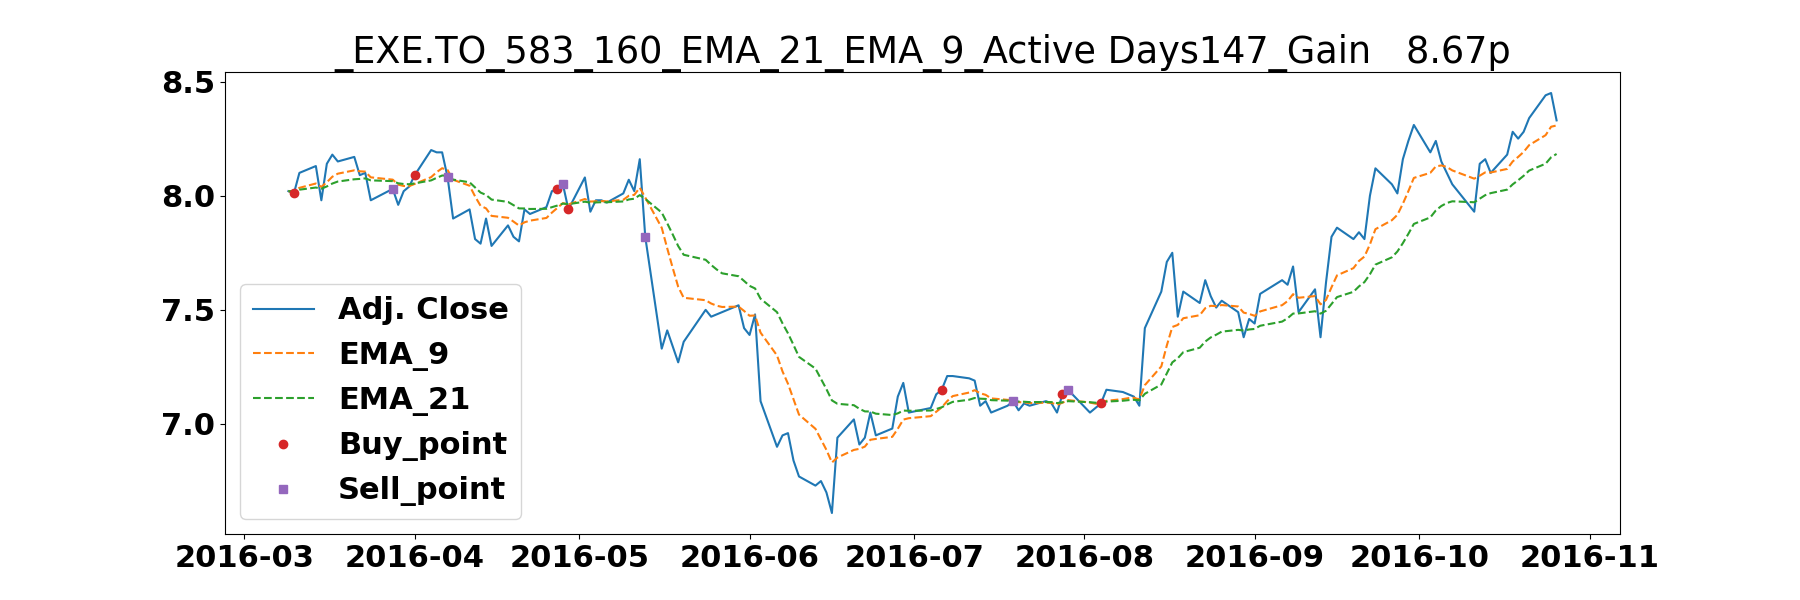 _EXE.TO_583_160_EMA_21_EMA_9_Active Days147_Gain   8.67p
8.5
8.0
7.5
7.0
Adj. Close
EMA_9
EMA_21
Buy_point
Sell_point
2016-03 2016-04 2016-05 2016-06 2016-07 2016-08 2016-09 2016-10 2016-11